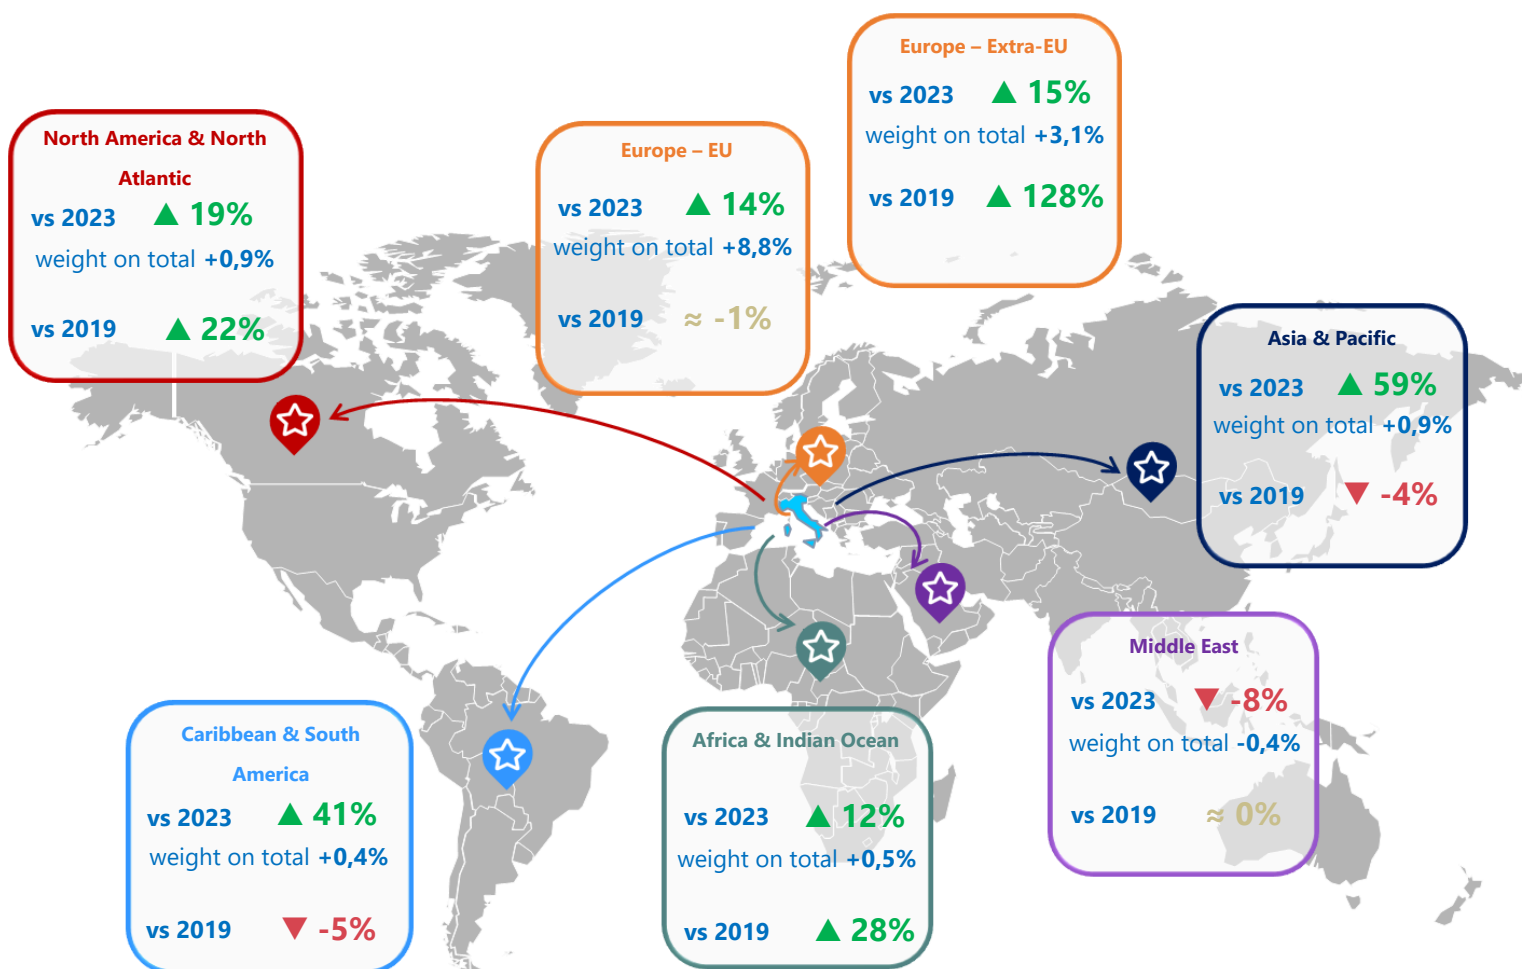 Europe – Extra-EU
vs 2023 ▲ 15%
weight on total +3,1%
vs 2019 ▲ 128%
North America & North
Atlantic
vs 2023 ▲ 19%
weight on total +0,9%
vs 2019 ▲ 22%
Europe – EU
vs 2023 ▲ 14%
weight on total +8,8%
vs 2019 ≈ -1%
Asia & Pacific
vs 2023 ▲ 59%
weight on total +0,9%
vs 2019 ▼ -4%
Middle East
vs 2023 ▼ -8%
weight on total -0,4%
vs 2019 ≈ 0%
Caribbean & South
America
vs 2023 ▲ 41%
weight on total +0,4%
vs 2019 ▼ -5%
Africa & Indian Ocean
vs 2023 ▲ 12%
weight on total +0,5%
vs 2019 ▲ 28%